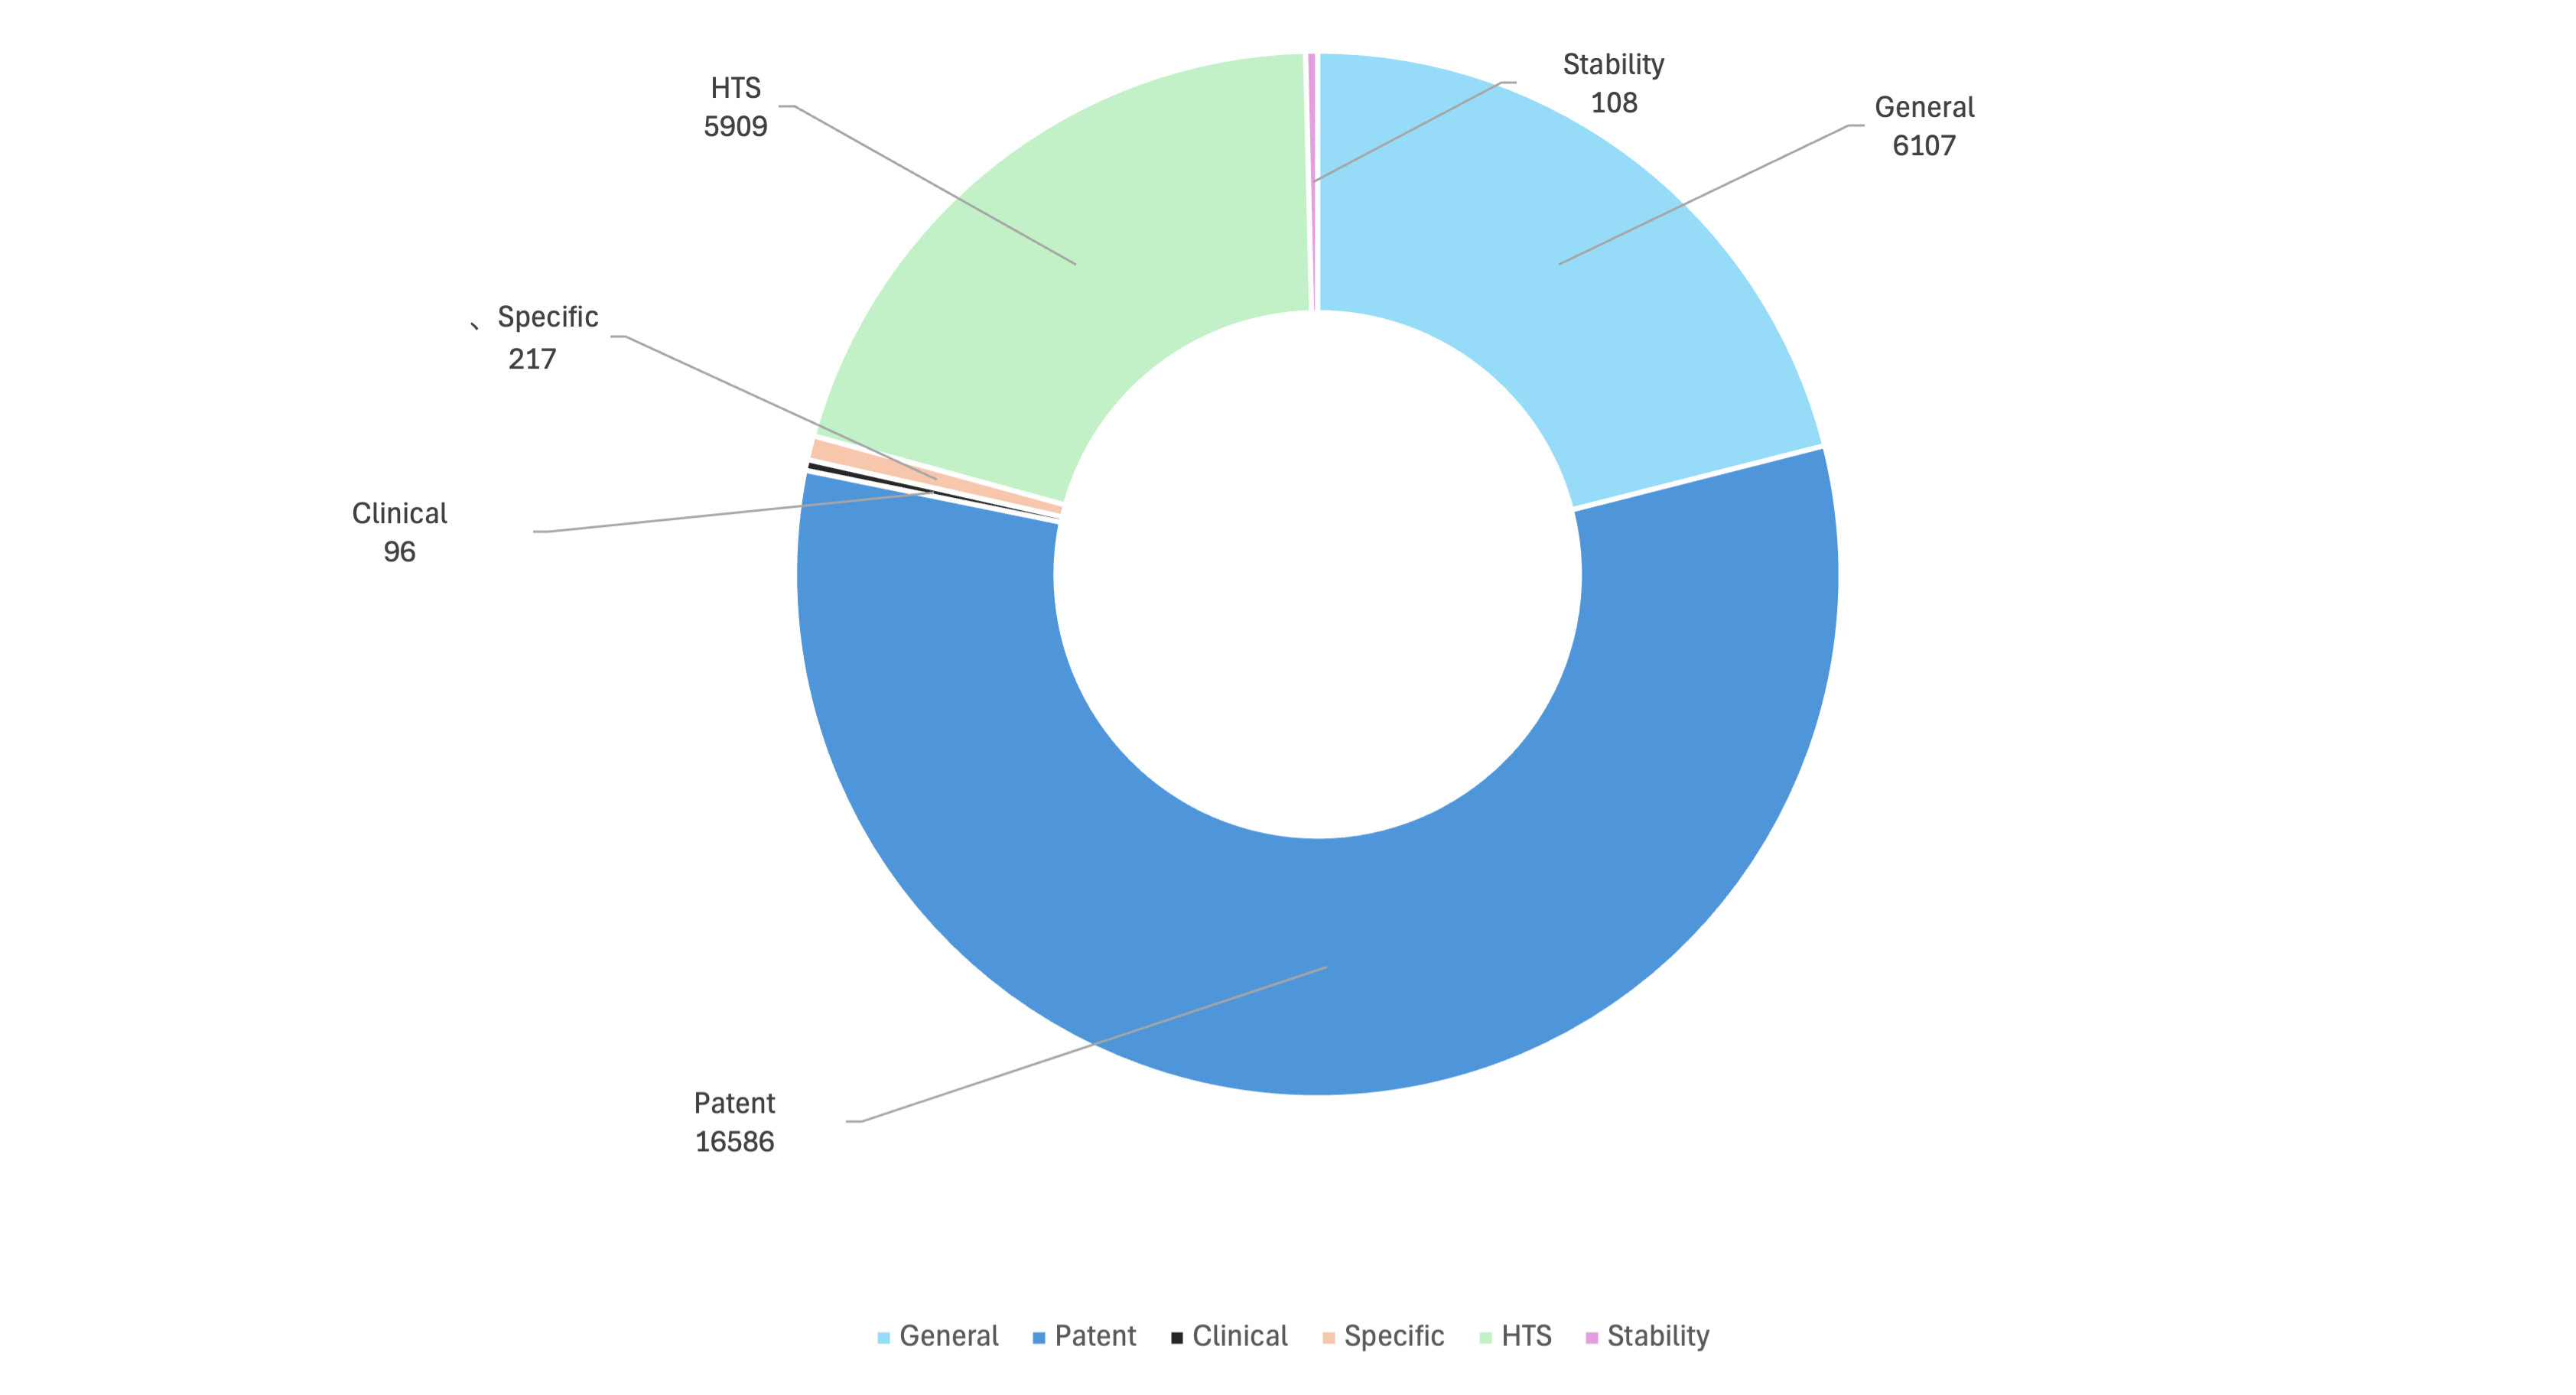 Stability
108
General
6107
HTS
5909
、 Specific
217
Clinical
96
Patent
16586
General Patent Clinical Specific HTS Stability